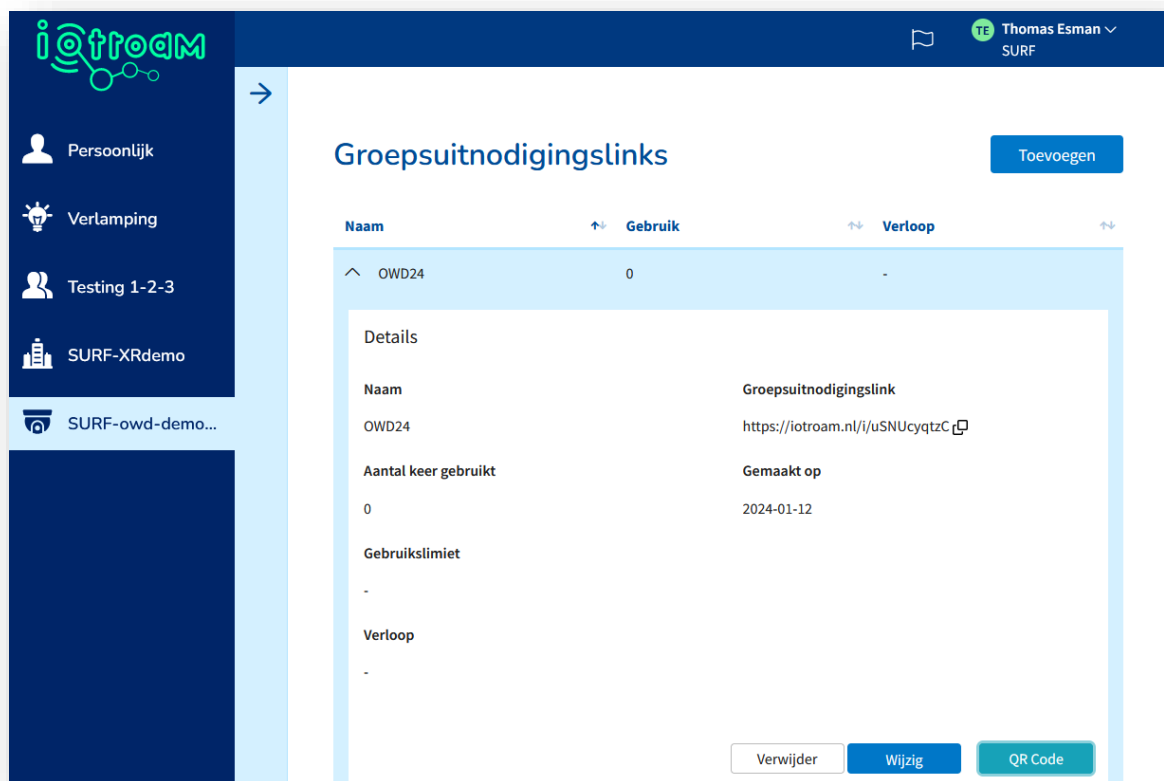 iotroam
Thomas Esman
TE
SURF
Persoonlijk
Verlamping
Testing 1-2-3
SURF-XRdemo
SURF-owd-demo...
Groepsuitnodigingslinks
Toevoegen
Naam Gebruik Verloop
OWD24 0 -
Details
Naam Groepsuitnodigingslink
OWD24 https://iotroam.nl/i/uSNUcyqtzC
Aantal keer gebruikt Gemaakt op
0 2024-01-12
Gebruikslimiet
-
Verloop
-
Verwijder Wijzig QR Code